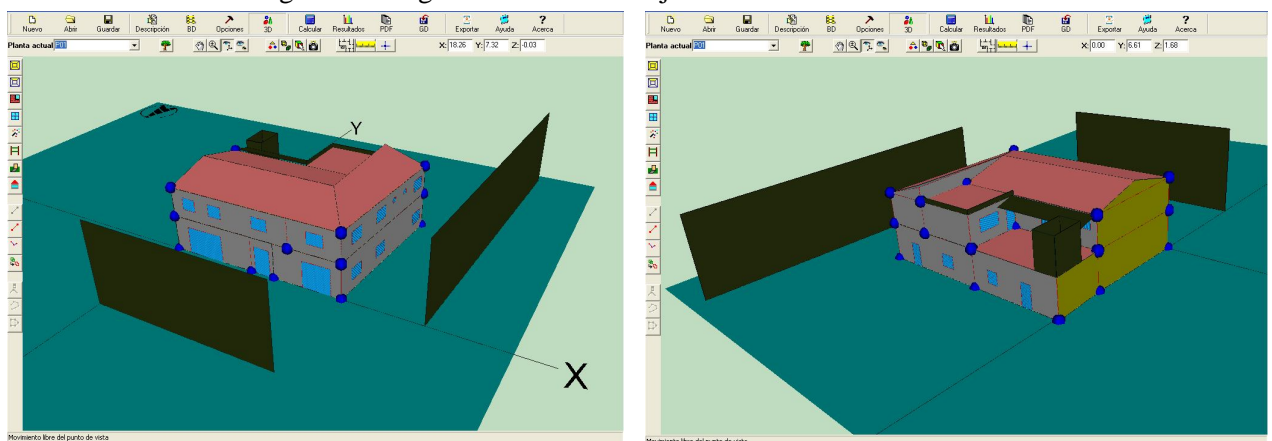 Nuevo Abrir Guardar Descripción BD Opciones 3D Calcular Resultados PDF GD Exportar Ayuda Acerca
Planta actual P01 X: 18.26 Y: 7.32 Z: -0.03
Y
X
Movimiento libre del punto de vista
Nuevo Abrir Guardar Descripción BD Opciones 3D Calcular Resultados PDF GD Exportar Ayuda Acerca
Planta actual P01 X: 0.00 Y: 6.61 Z: 1.68